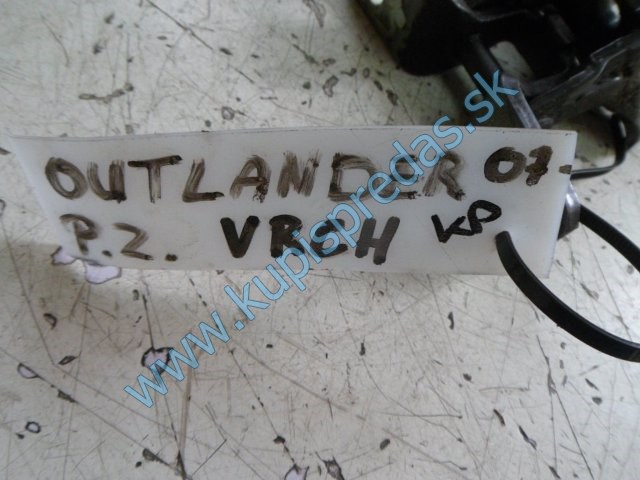 OUTLANDER 07-
P.Z. VRCH KP
www.kupispredas.sk